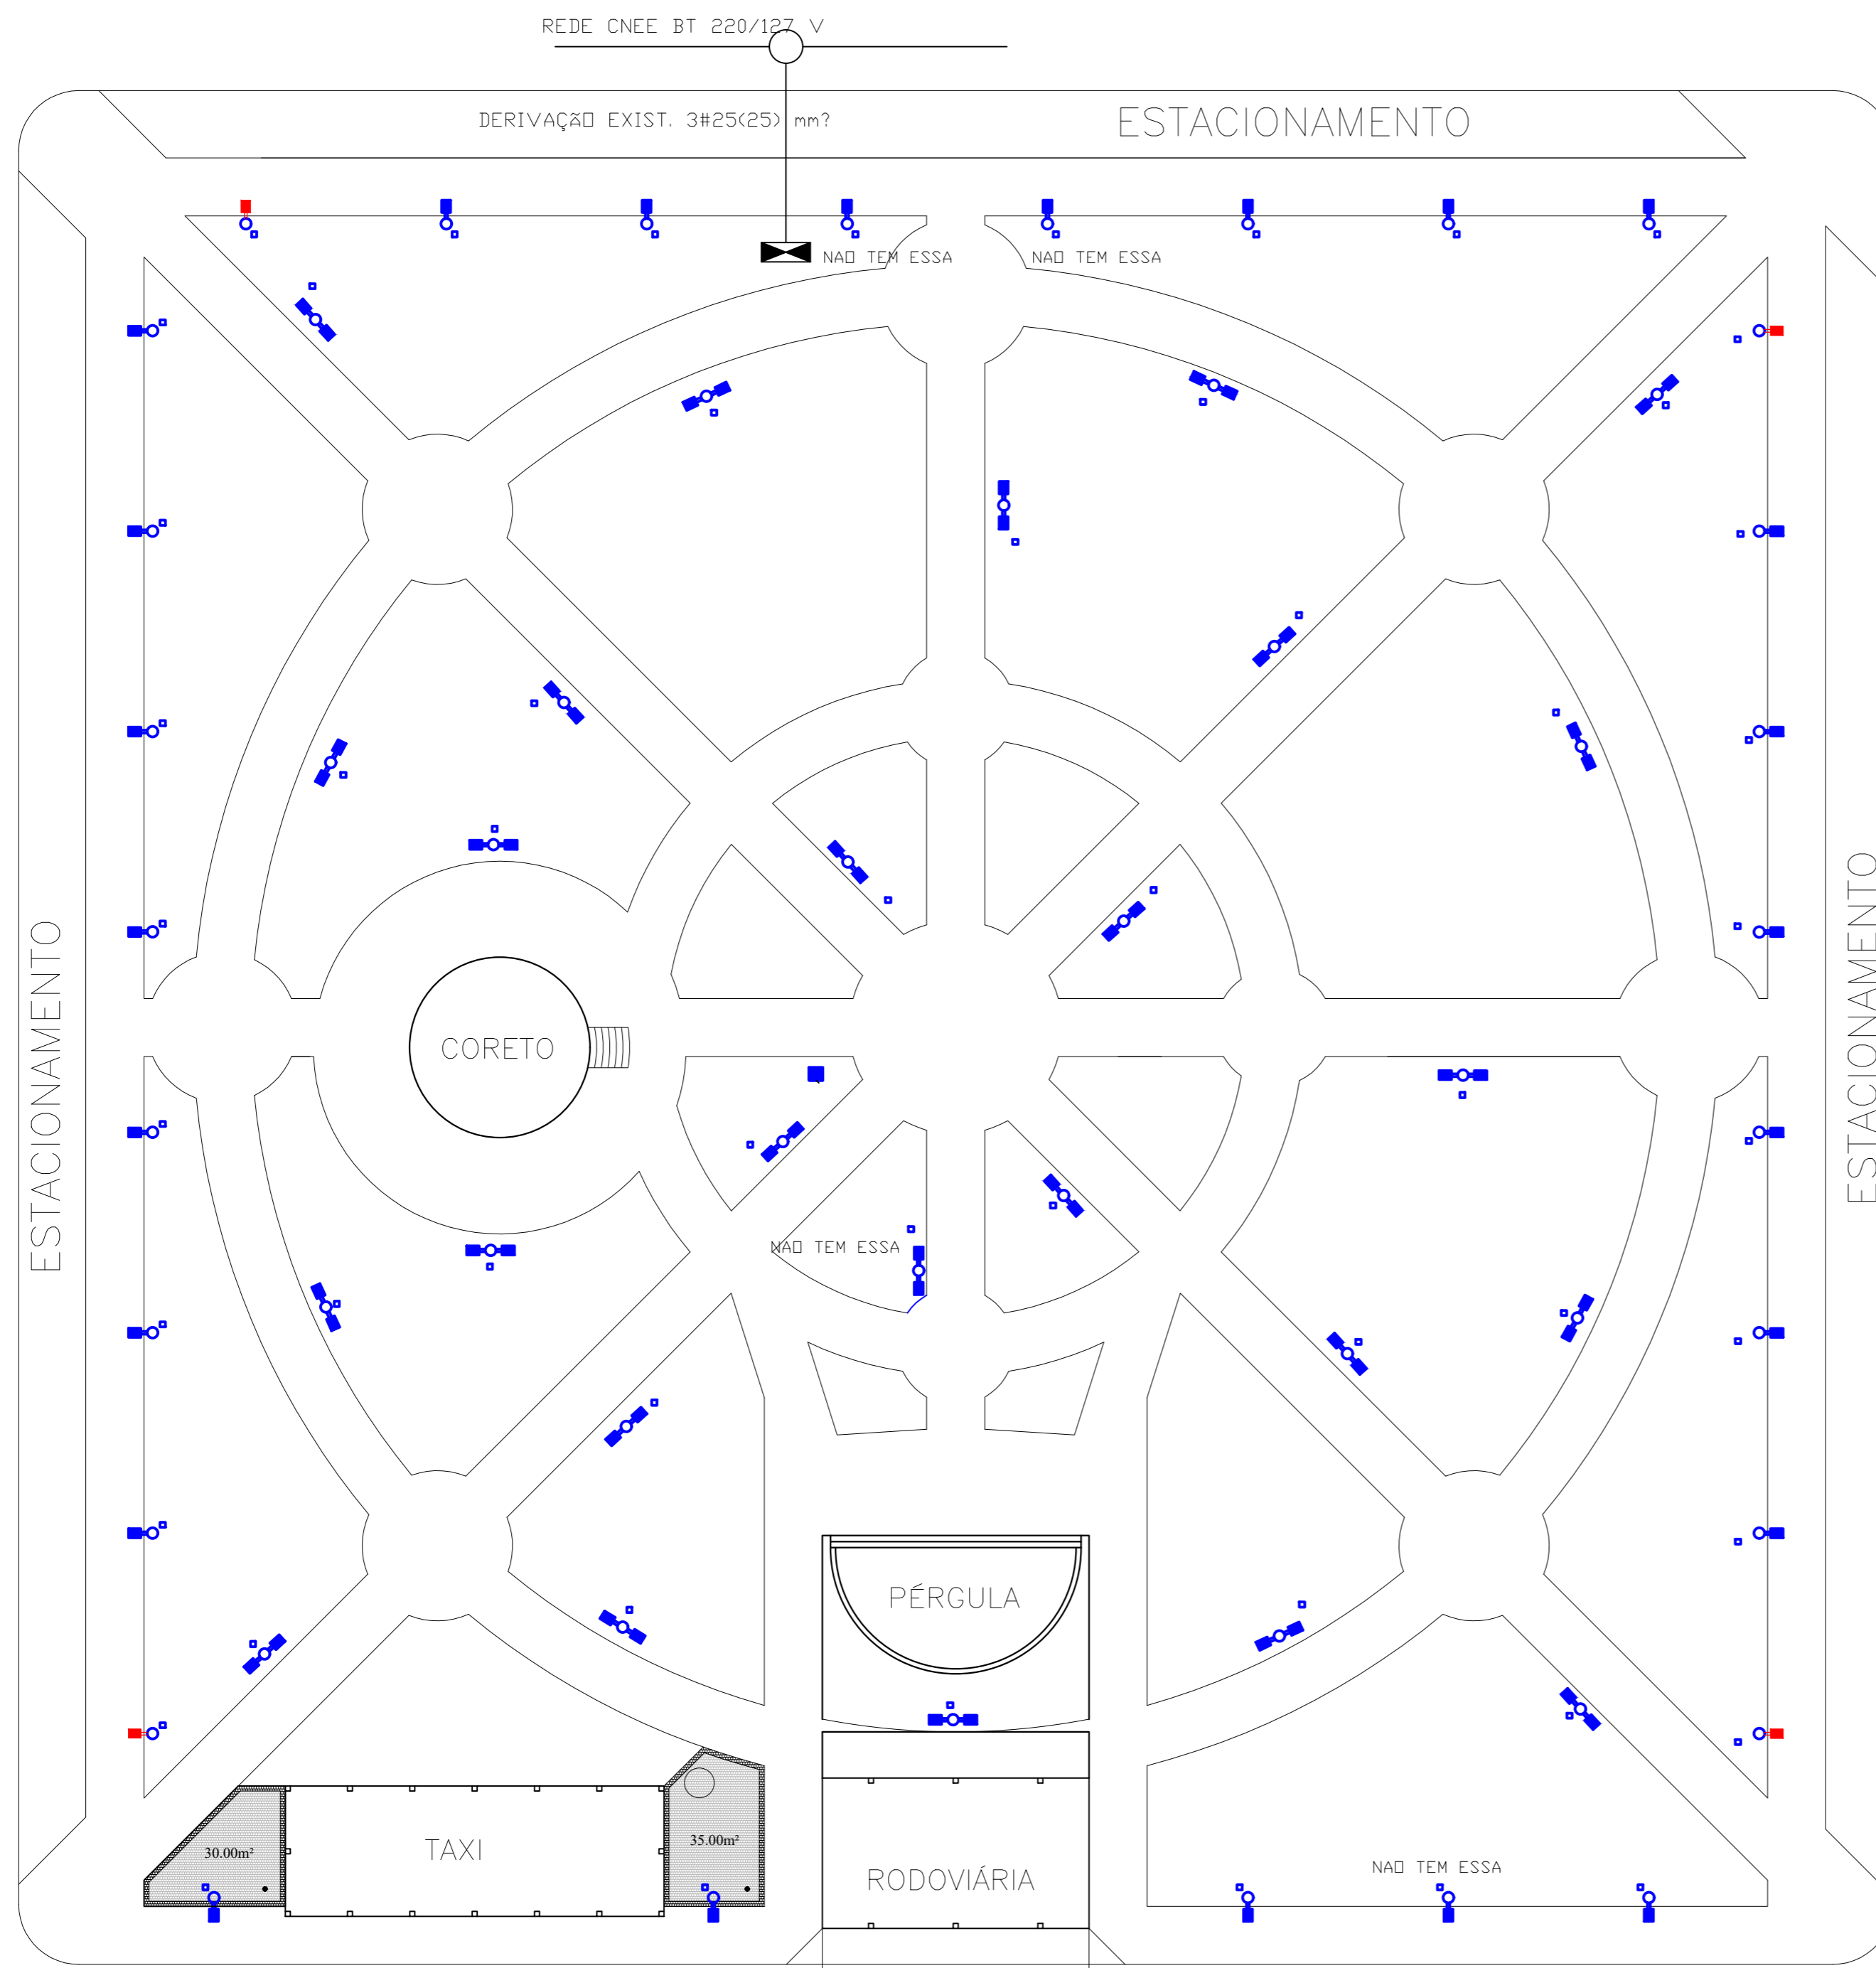 REDE CNEE BT 220/127 V
DERIVAÇÃO EXIST. 3#25(25) mm?
ESTACIONAMENTO
NAO TEM ESSA
NAO TEM ESSA
ESTACIONAMENTO
ESTACIONAMENTO
CORETO
NAO TEM ESSA
PÉRGULA
TAXI
30.00m²
35.00m²
RODOVIÁRIA
NAO TEM ESSA